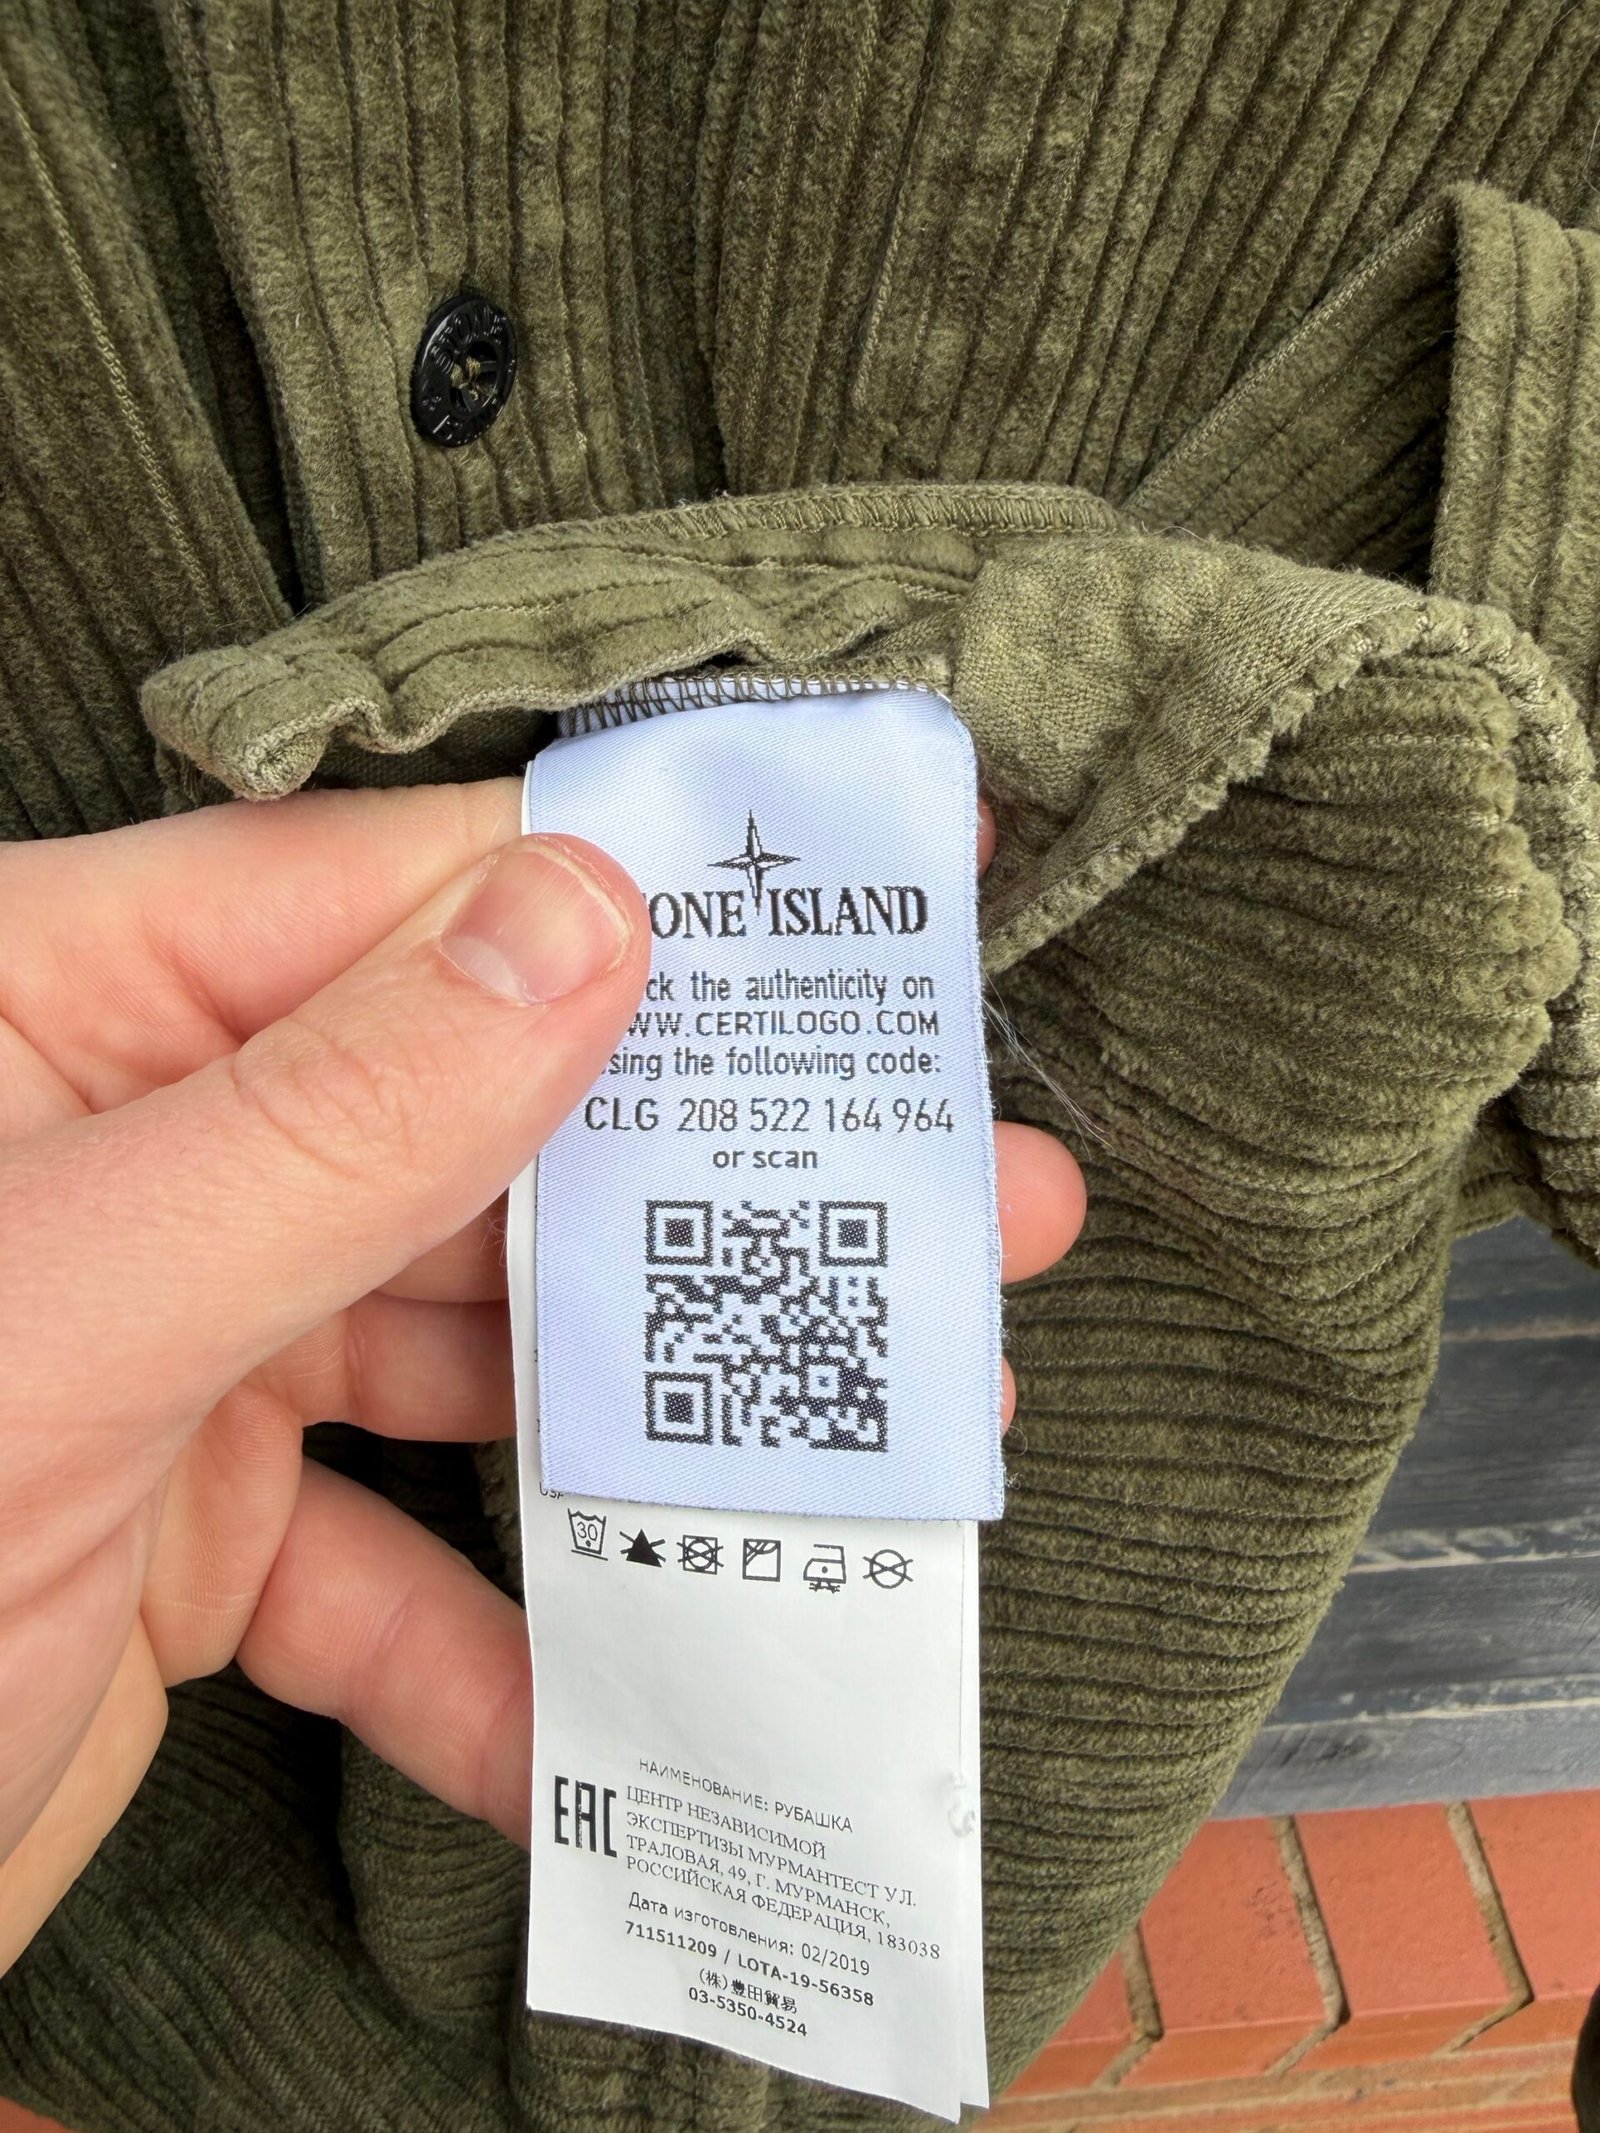 ONE ISLAND
ck the authenticity on
WW.CERTILOGO.COM
sing the following code:
CLG 208 522 164 964
or scan
30
НАИМЕНОВАНИЕ: РУБАШКА
EAC
ЦЕНТР НЕЗАВИСИМОЙ
ЭКСПЕРТИЗЫ МУРМАНТЕСТ УЛ.
ТРАЛОВАЯ, 49, Г. МУРМАНСК,
РОССИЙСКАЯ ФЕДЕРАЦИЯ, 183038
Дата изготовления: 02/2019
711511209 / LOTA-19-56358
(株)豊田貿易
03-5350-4524